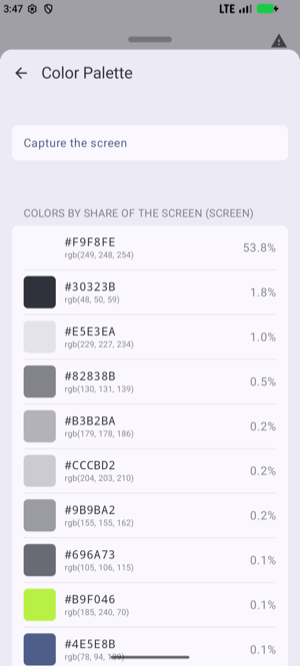 3:47
LTE
Color Palette
Capture the screen
COLORS BY SHARE OF THE SCREEN (SCREEN)
#F9F8FE
rgb(249, 248, 254)
53.8%
#30323B
rgb(48, 50, 59)
1.8%
#E5E3EA
rgb(229, 227, 234)
1.0%
#82838B
rgb(130, 131, 139)
0.5%
#B3B2BA
rgb(179, 178, 186)
0.2%
#CCCBD2
rgb(204, 203, 210)
0.2%
#9B9BA2
rgb(155, 155, 162)
0.2%
#696A73
rgb(105, 106, 115)
0.1%
#B9F046
rgb(185, 240, 70)
0.1%
#4E5E8B
rgb(78, 94, 139)
0.1%